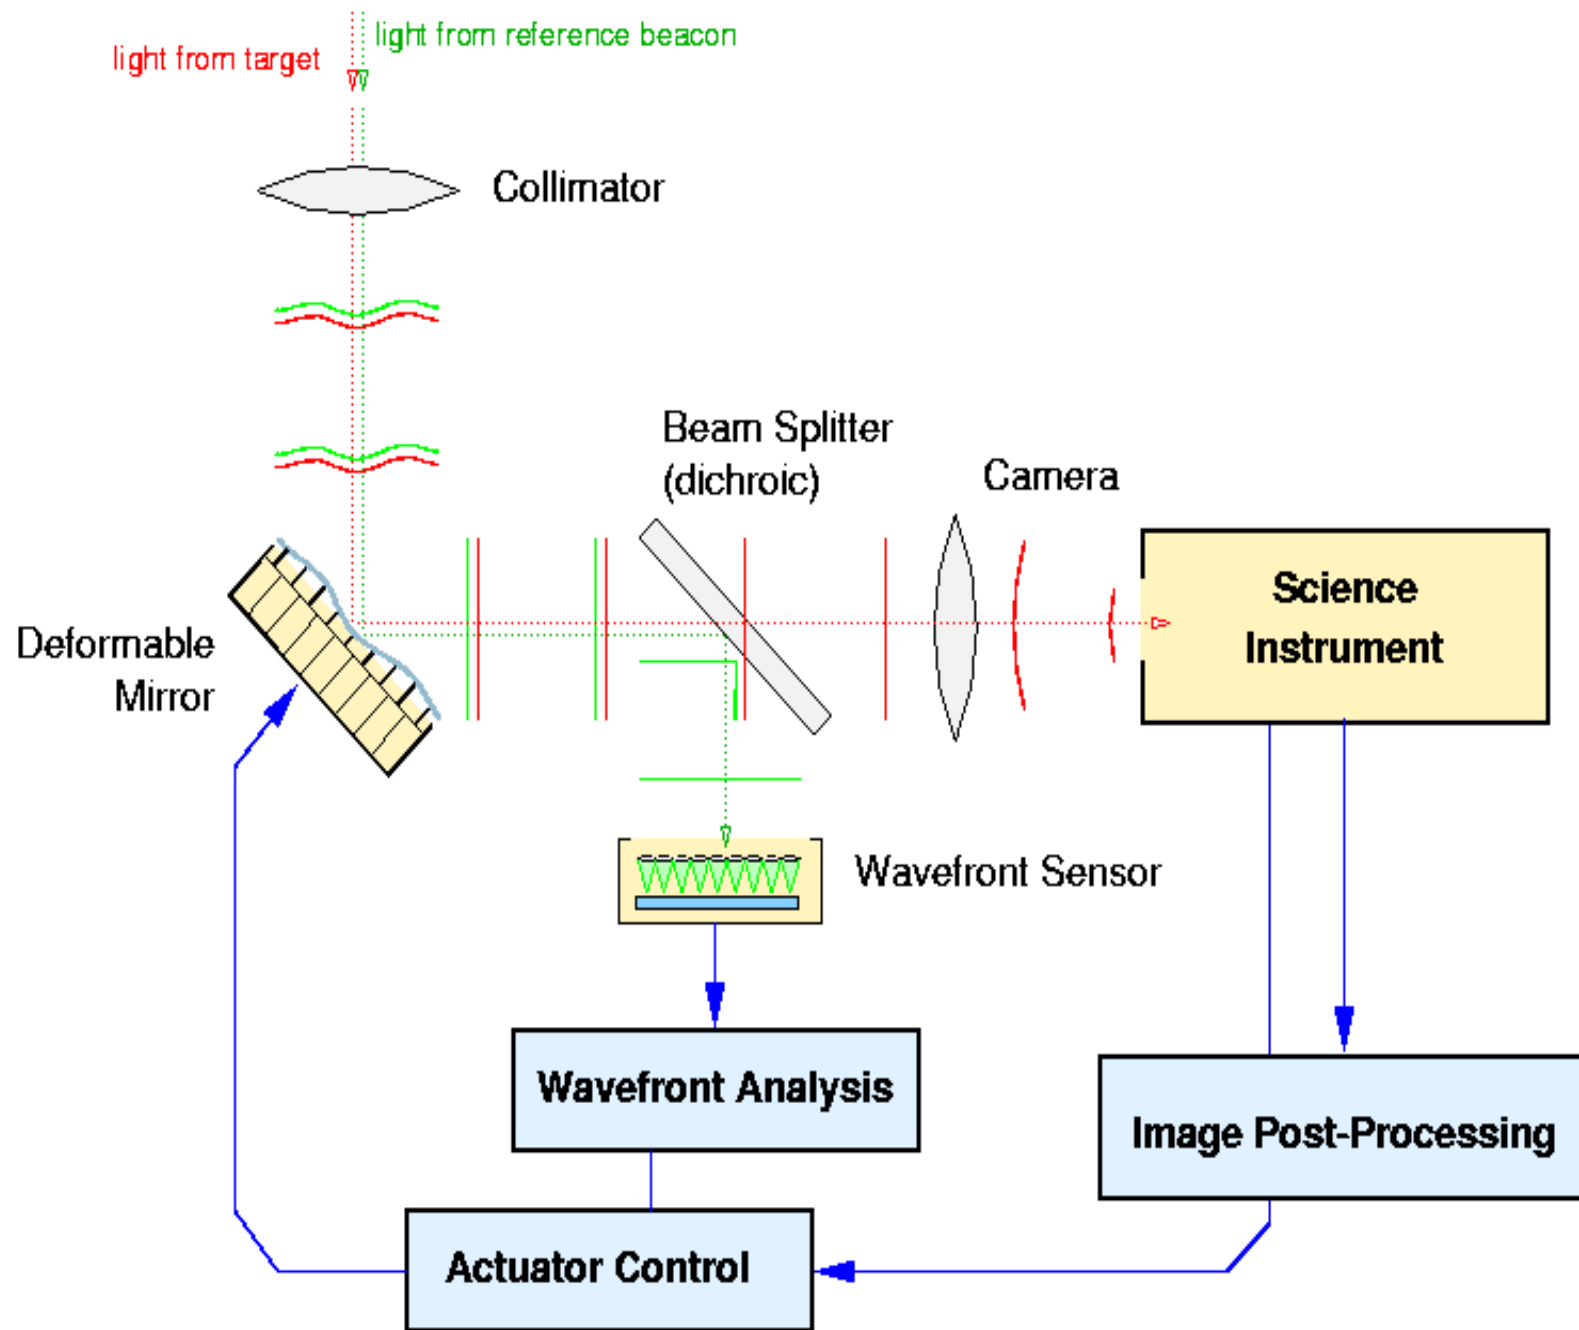 light from reference beacon
light from target
Collimator
Beam Splitter
(dichroic)
Camera
Science
Instrument
Deformable
Mirror
Wavefront Sensor
Wavefront Analysis
Image Post-Processing
Actuator Control